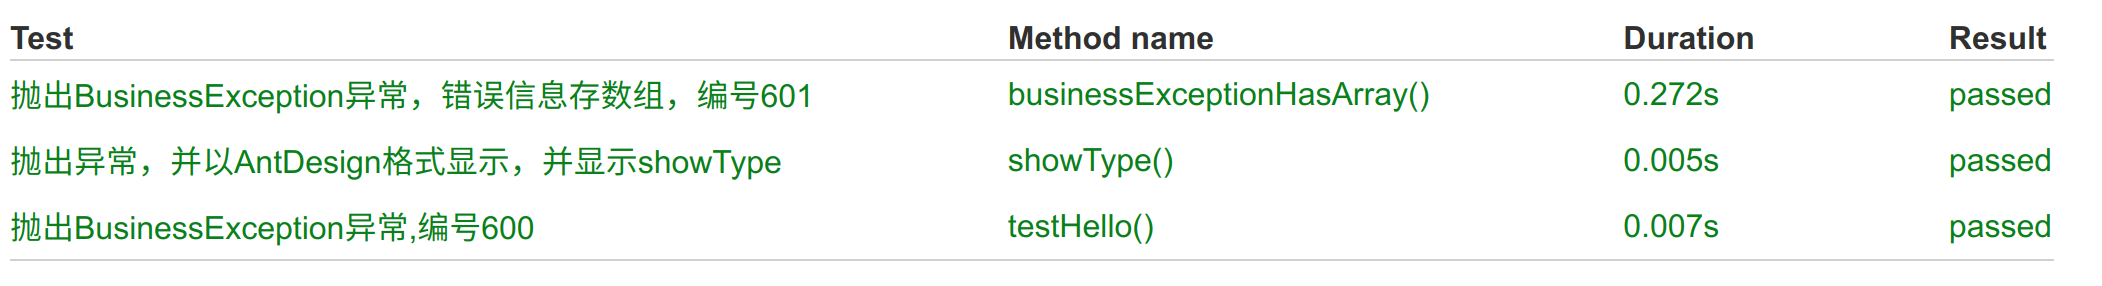 Test Method name Duration Result
抛出BusinessException异常，错误信息存数组，编号601 businessExceptionHasArray() 0.272s passed
抛出异常，并以AntDesign格式显示，并显示showType showType() 0.005s passed
抛出BusinessException异常,编号600 testHello() 0.007s passed